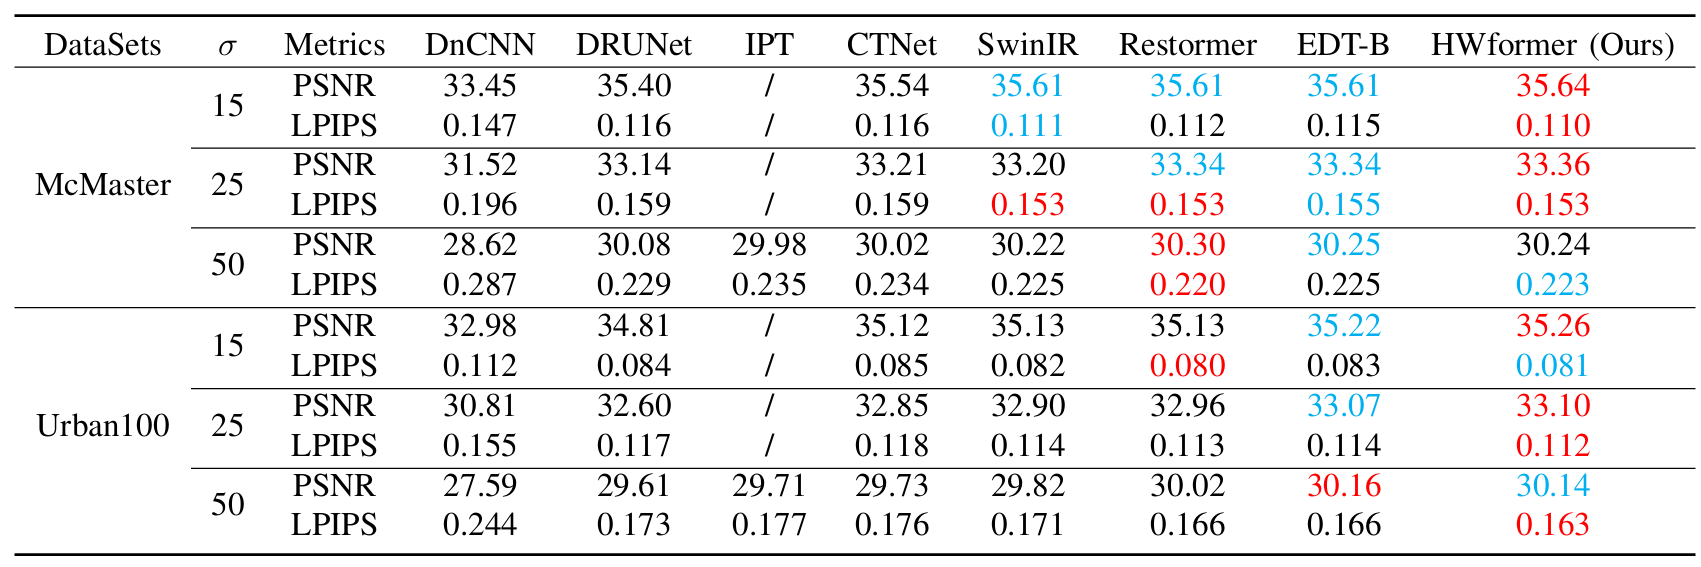 DataSets σ Metrics DnCNN DRUNet IPT CTNet SwinIR Restormer EDT-B HWformer (Ours)
McMaster 15 PSNR 33.45 35.40 / 35.54 35.61 35.61 35.61 35.64
LPIPS 0.147 0.116 / 0.116 0.111 0.112 0.115 0.110
25 PSNR 31.52 33.14 / 33.21 33.20 33.34 33.34 33.36
LPIPS 0.196 0.159 / 0.159 0.153 0.153 0.155 0.153
50 PSNR 28.62 30.08 29.98 30.02 30.22 30.30 30.25 30.24
LPIPS 0.287 0.229 0.235 0.234 0.225 0.220 0.225 0.223
Urban100 15 PSNR 32.98 34.81 / 35.12 35.13 35.13 35.22 35.26
LPIPS 0.112 0.084 / 0.085 0.082 0.080 0.083 0.081
25 PSNR 30.81 32.60 / 32.85 32.90 32.96 33.07 33.10
LPIPS 0.155 0.117 / 0.118 0.114 0.113 0.114 0.112
50 PSNR 27.59 29.61 29.71 29.73 29.82 30.02 30.16 30.14
LPIPS 0.244 0.173 0.177 0.176 0.171 0.166 0.166 0.163